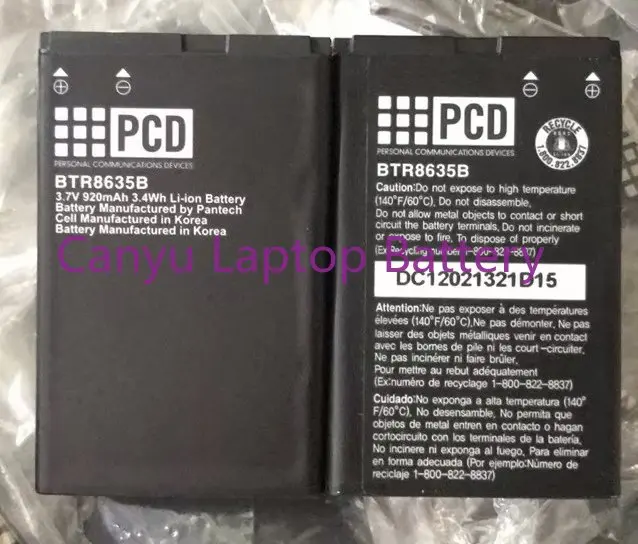 PCD
PERSONAL COMMUNICATIONS DEVICES
BTR8635B
3.7V 920mAh 3.4Wh Li-ion Battery
Battery Manufactured by Pantech
Cell Manufactured in Korea
Battery Manufactured in Korea
PCD
PERSONAL COMMUNICATIONS DEVICES
RECYCLE
1.800.822.8837
BTR8635B
Caution:Do not expose to high temperature
(140°F/60°C). Do not disassemble,
Do not allow metal objects to contact or short
circuit the battery terminals. Do not incinerate
or expose to fire. To dispose of properly
(Ex:Recycling number 1-800-822-8837)
Canyu Laptop Battery
DC12021321D15
Attention:Ne pas exposer à des températures
élevées (140°F/60°C).Ne pas démonter. Ne pas
laisser des objets métalliques venir en contact
avec les bornes de pile ni les court-circuiter.
Ne pas incinérer ni faire brûler.
Pour mettre au rebut adéquatement
(Ex:numéro de recyclage 1-800-822-8837)
Cuidado:No exponga a alta temperatura (140°
F/60°C). No desensamble. No permita que
objetos de metal entren en contacto o hagan
cortocircuito con los terminales de la batería.
No incinere ni exponga al fuego. Para eliminar
en forma adecuada (Por ejemplo:Número de
reciclaje 1-800-822-8837)